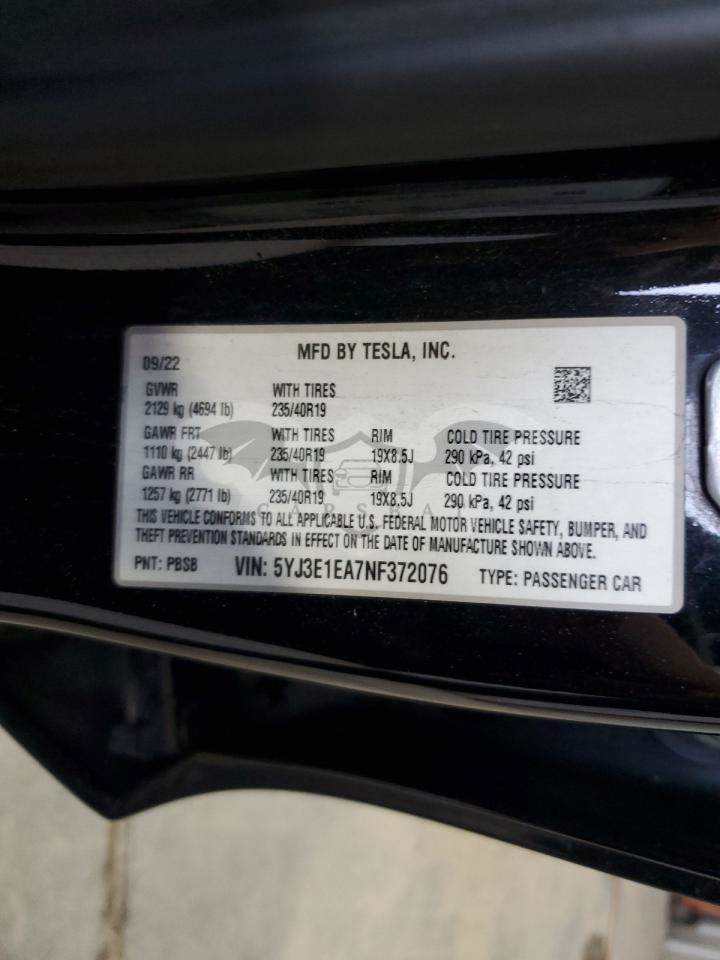 MFD BY TESLA, INC.
09/22
GVWR WITH TIRES
2129 kg (4694 lb) 235/40R19
GAWR FRT WITH TIRES RIM COLD TIRE PRESSURE
1110 kg (2447 lb) 235/40R19 19X8.5J 290 kPa, 42 psi
GAWR RR WITH TIRES RIM COLD TIRE PRESSURE
1257 kg (2771 lb) 235/40R19 19X8.5J 290 kPa, 42 psi
THIS VEHICLE CONFORMS TO ALL APPLICABLE U.S. FEDERAL MOTOR VEHICLE SAFETY, BUMPER, AND
THEFT PREVENTION STANDARDS IN EFFECT ON THE DATE OF MANUFACTURE SHOWN ABOVE.
PNT: PBSB VIN: 5YJ3E1EA7NF372076 TYPE: PASSENGER CAR